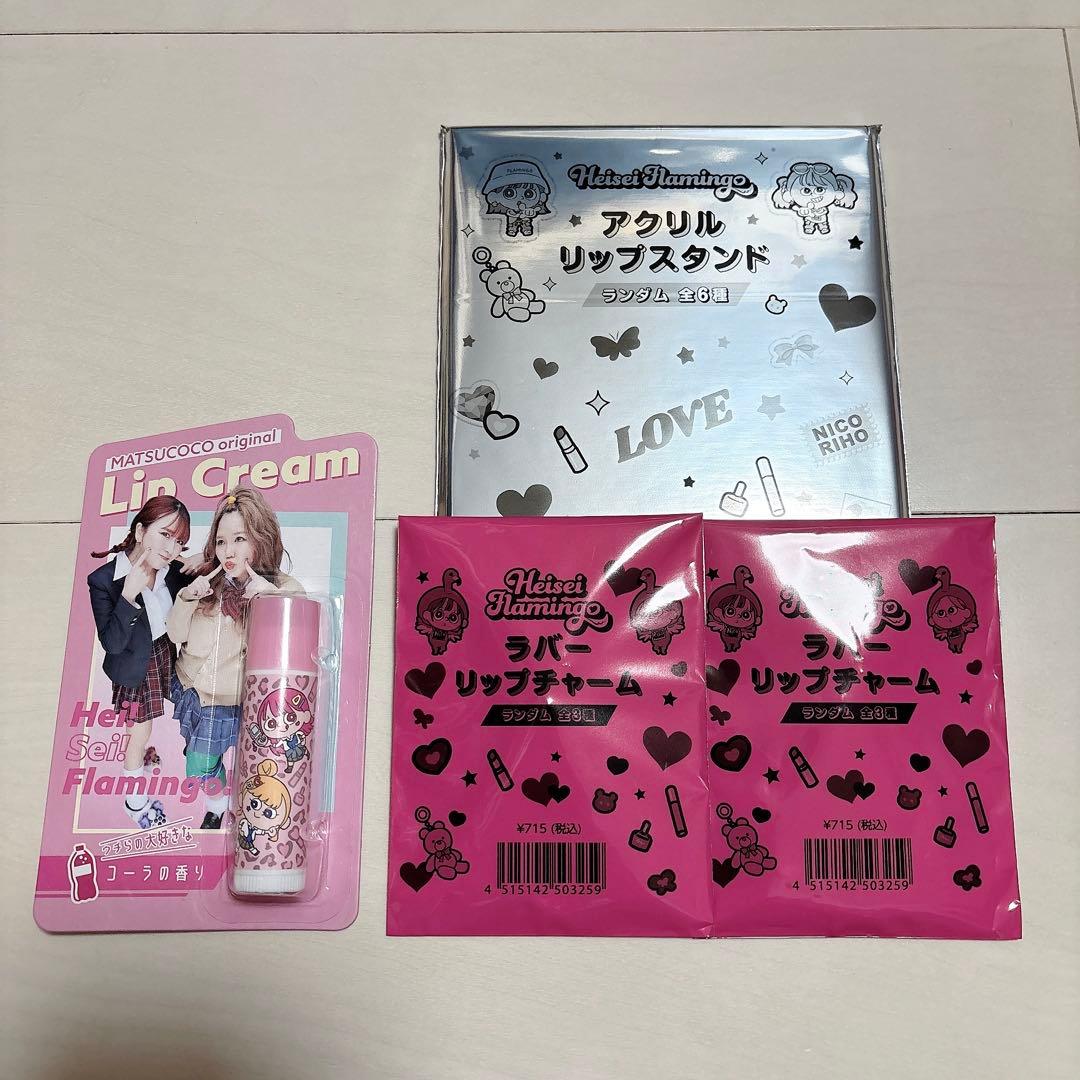 FLAMINGO
Heisei Flamingo
アクリル
リップスタンド
ランダム 全6種
LOVE
NICO
RIHO
MATSUCOCO original
Lip Cream
Hei!
Sei!
Flamingo!
ウチらの大好きな
コーラの香り
Heisei
Flamingo
ラバー
リップチャーム
ランダム 全3種
¥715 (税込)
4 515142 503259
Heisei
Flamingo
ラバー
リップチャーム
ランダム 全3種
¥715 (税込)
4 515142 503259